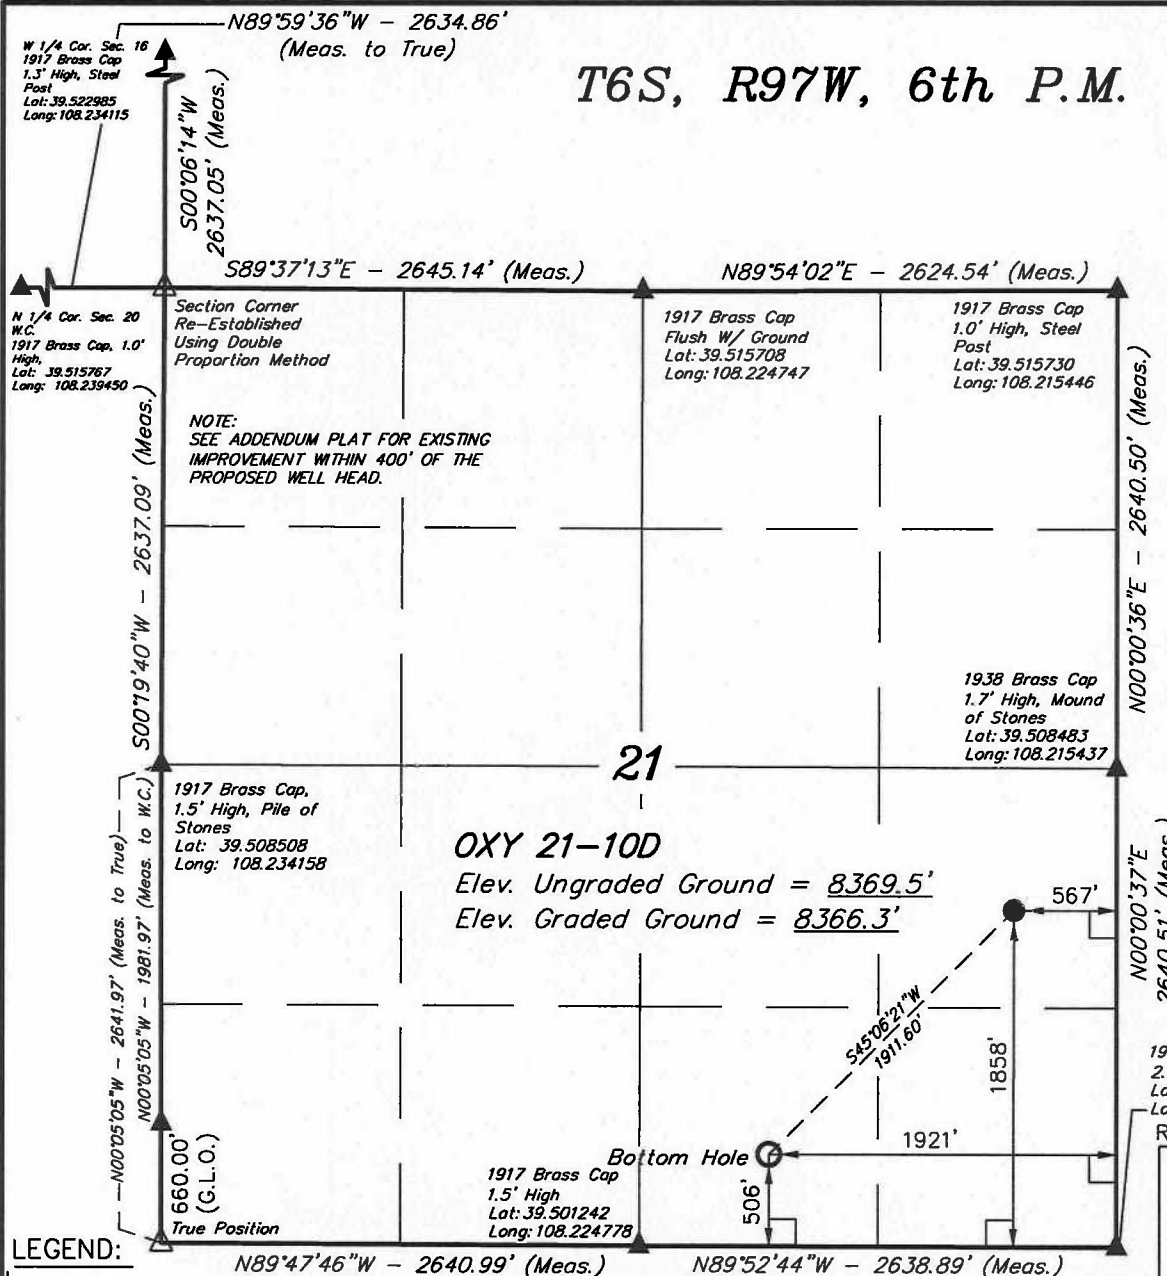 N89°59'36"W - 2634.86'
(Meas. to True)
W 1/4 Cor. Sec. 16
1917 Brass Cap
1.3' High, Steel
Post
Lat: 39.522985
Long: 108.234115
T6S, R97W, 6th P.M.
S00°06'14"W
2637.05' (Meas.)
S89°37'13"E - 2645.14' (Meas.)
N89°54'02"E - 2624.54' (Meas.)
N 1/4 Cor. Sec. 20
W.C.
1917 Brass Cap, 1.0'
High,
Lat: 39.515767
Long: 108.239450
Section Corner
Re-Established
Using Double
Proportion Method
1917 Brass Cap
Flush W/ Ground
Lat: 39.515708
Long: 108.224747
1917 Brass Cap
1.0' High, Steel
Post
Lat: 39.515730
Long: 108.215446
NOTE:
SEE ADDENDUM PLAT FOR EXISTING
IMPROVEMENT WITHIN 400' OF THE
PROPOSED WELL HEAD.
S00°19'40"W - 2637.09' (Meas.)
N00°00'36"E - 2640.50' (Meas.)
1938 Brass Cap
1.7' High, Mound
of Stones
Lat: 39.508483
Long: 108.215437
21
1917 Brass Cap,
1.5' High, Pile of
Stones
Lat: 39.508508
Long: 108.234158
OXY 21-10D
Elev. Ungraded Ground = 8369.5'
Elev. Graded Ground = 8366.3'
567'
N00°00'37"E
2640.51' (Meas.)
N00°05'05"W - 2641.97' (Meas. to True)
N00°05'05"W - 1981.97' (Meas. to W.C.)
S45°06'21"W
1911.60'
1858'
19
2.
La
Lo
R
1921'
Bottom Hole
506'
660.00'
(G.L.O.)
1917 Brass Cap
1.5' High
Lat: 39.501242
Long: 108.224778
True Position
LEGEND:
N89°47'46"W - 2640.99' (Meas.)
N89°52'44"W - 2638.89' (Meas.)